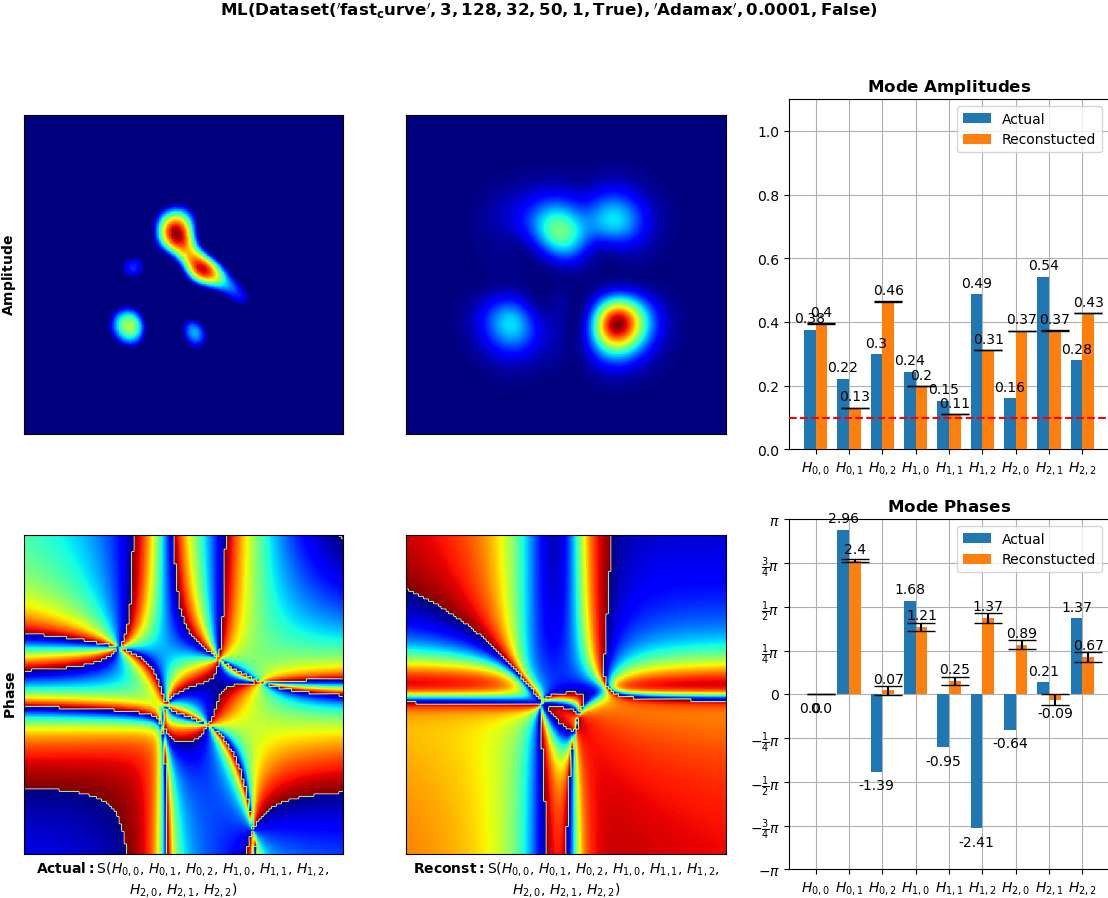 ML(Dataset('fast_curve', 3, 128, 32, 50, 1, True), 'Adamax', 0.0001, False)
Amplitude
Mode Amplitudes
Actual
Reconstucted
1.0
0.8
0.6
0.4
0.2
0.0
0.38
0.4
0.22
0.13
0.3
0.46
0.24
0.2
0.15
0.11
0.49
0.31
0.16
0.37
0.54
0.37
0.28
0.43
H0,0 H0,1 H0,2 H1,0 H1,1 H1,2 H2,0 H2,1 H2,2
Phase
Actual: S(H0,0, H0,1, H0,2, H1,0, H1,1, H1,2,
H2,0, H2,1, H2,2)
Reconst: S(H0,0, H0,1, H0,2, H1,0, H1,1, H1,2,
H2,0, H2,1, H2,2)
Mode Phases
Actual
Reconstucted
π
3/4π
1/2π
1/4π
0
−1/4π
−1/2π
−3/4π
−π
0.0
0.0
2.96
2.4
-1.39
0.07
1.68
1.21
-0.95
0.25
-2.41
1.37
-0.64
0.89
0.21
-0.09
1.37
0.67
H0,0 H0,1 H0,2 H1,0 H1,1 H1,2 H2,0 H2,1 H2,2